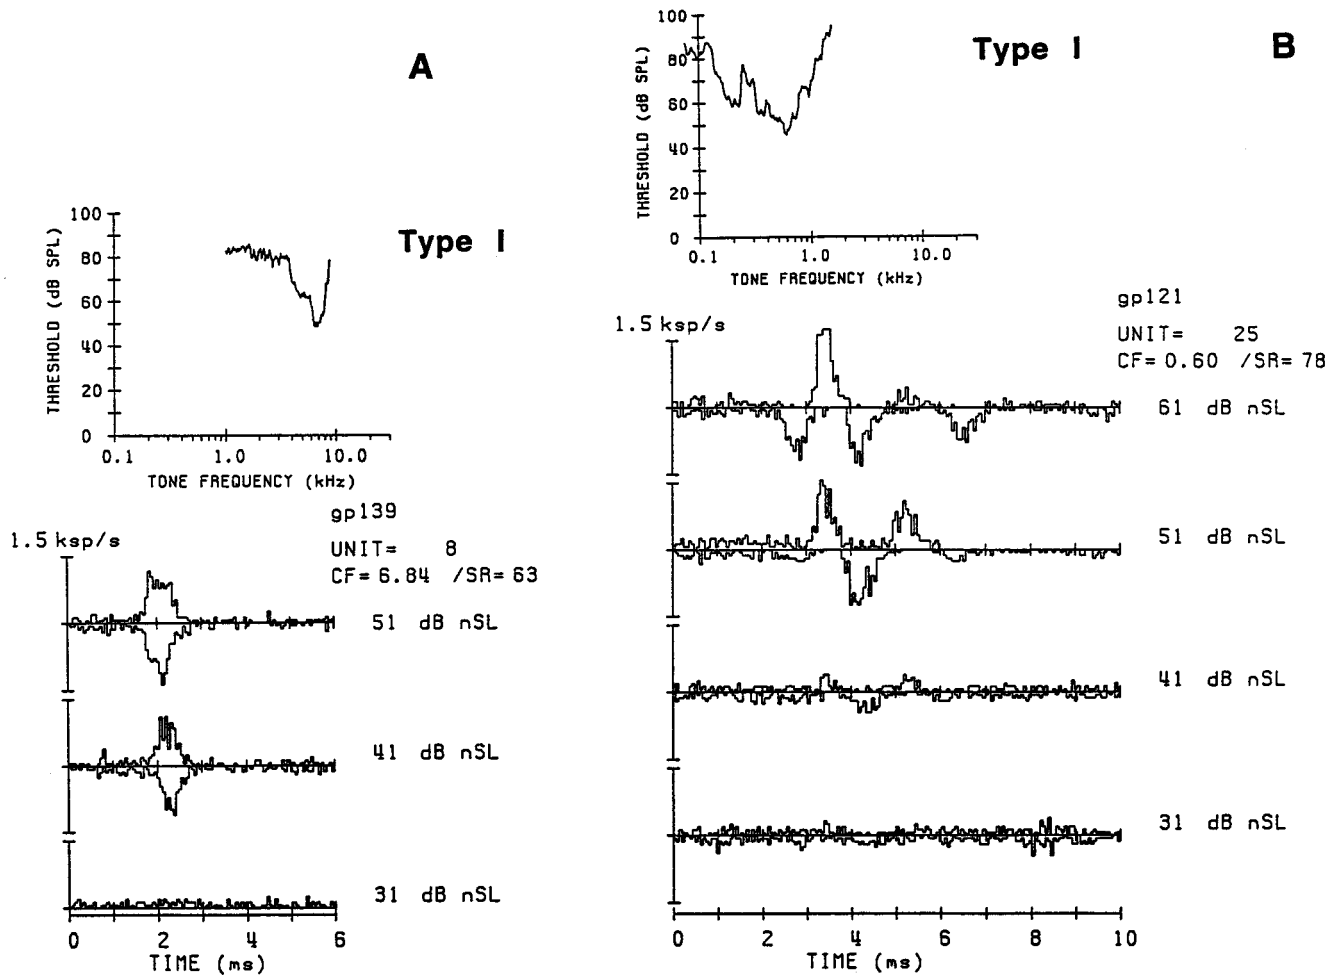 A
Type I
100
80
60
40
20
0
THRESHOLD (dB SPL)
0.1 1.0 10.0
TONE FREQUENCY (kHz)
gp139
1.5 ksp/s
UNIT= 8
CF= 6.84 /SR= 63
51 dB nSL
41 dB nSL
31 dB nSL
0 2 4 6
TIME (ms)
B
Type I
100
80
60
40
20
0
THRESHOLD (dB SPL)
0.1 1.0 10.0
TONE FREQUENCY (kHz)
gp121
1.5 ksp/s
UNIT= 25
CF= 0.60 /SR= 78
61 dB nSL
51 dB nSL
41 dB nSL
31 dB nSL
0 2 4 6 8 10
TIME (ms)